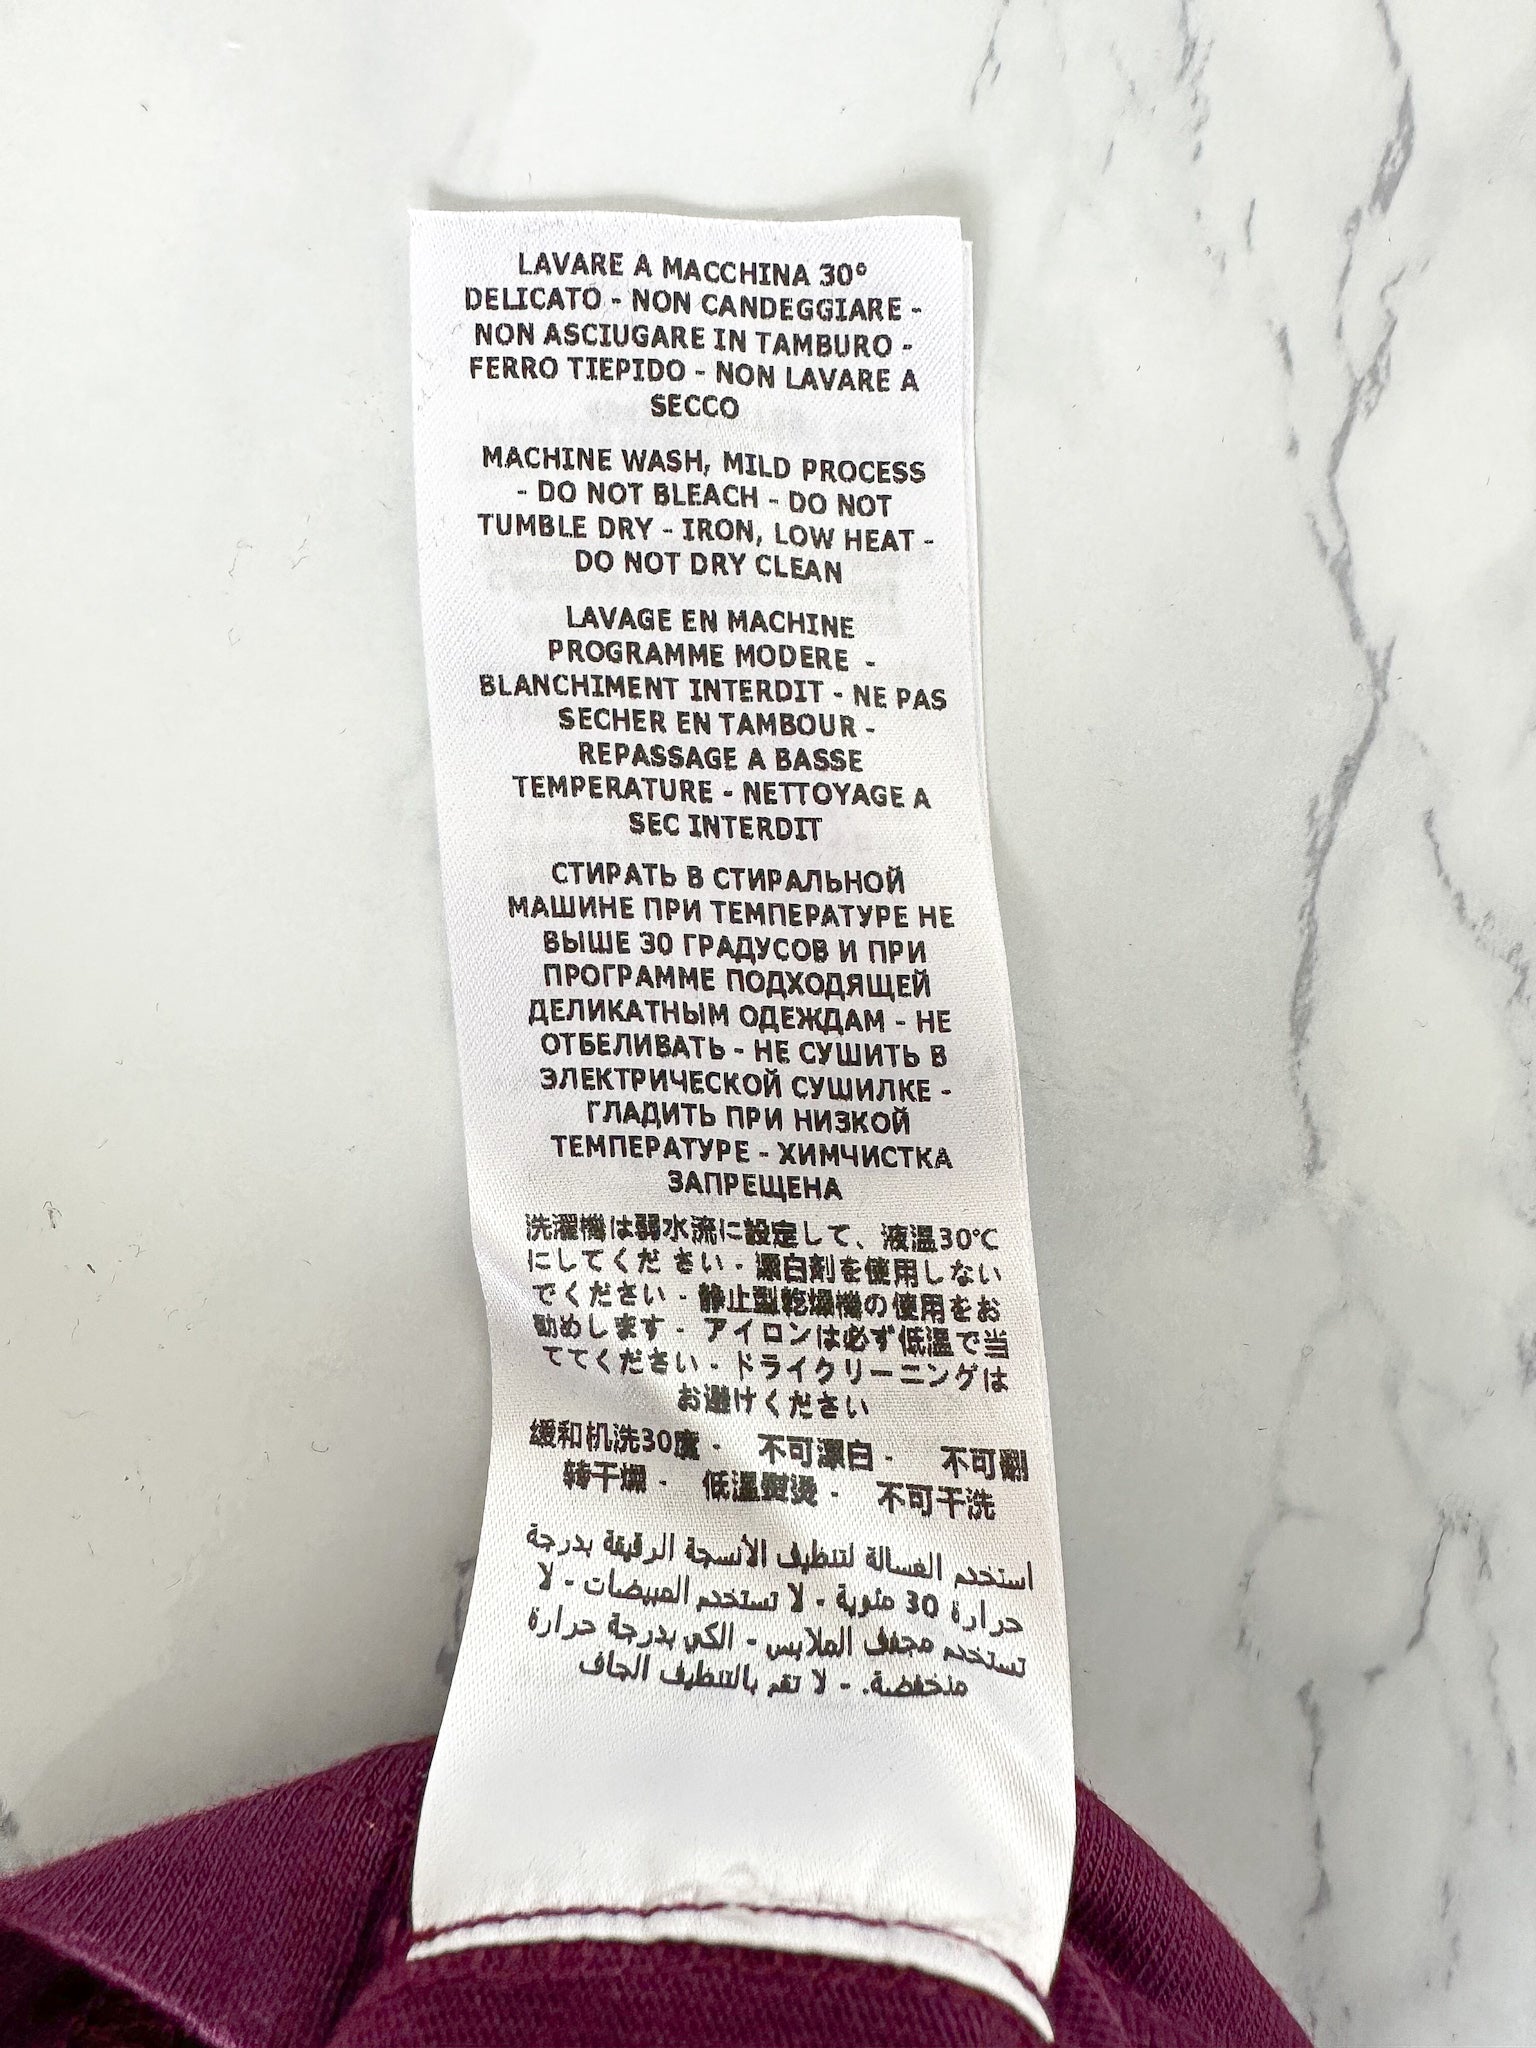 LAVARE A MACCHINA 30°
DELICATO - NON CANDEGGIARE -
NON ASCIUGARE IN TAMBURO -
FERRO TIEPIDO - NON LAVARE A
SECCO
MACHINE WASH, MILD PROCESS
- DO NOT BLEACH - DO NOT
TUMBLE DRY - IRON, LOW HEAT -
DO NOT DRY CLEAN
LAVAGE EN MACHINE
PROGRAMME MODERE -
BLANCHIMENT INTERDIT - NE PAS
SECHER EN TAMBOUR -
REPASSAGE A BASSE
TEMPERATURE - NETTOYAGE A
SEC INTERDIT
СТИРАТЬ В СТИРАЛЬНОЙ
МАШИНЕ ПРИ ТЕМПЕРАТУРЕ НЕ
ВЫШЕ 30 ГРАДУСОВ И ПРИ
ПРОГРАММЕ ПОДХОДЯЩЕЙ
ДЕЛИКАТНЫМ ОДЕЖДАМ - НЕ
ОТБЕЛИВАТЬ - НЕ СУШИТЬ В
ЭЛЕКТРИЧЕСКОЙ СУШИЛКЕ -
ГЛАДИТЬ ПРИ НИЗКОЙ
ТЕМПЕРАТУРЕ - ХИМЧИСТКА
ЗАПРЕЩЕНА
洗濯機は弱水流に設定して、液温30℃
にしてください - 漂白剤を使用しない
でください - 静止型乾燥機の使用をお
勧めします - アイロンは必ず低温で当
ててください - ドライクリーニングは
お避けください
缓和机洗30度 - 不可漂白 - 不可翻
转干燥 - 低温熨烫 - 不可干洗
استخدم الغسالة لتنظيف الأنسجة الرقيقة بدرجة
حرارة 30 مئوية - لا تستخدم المبيضات - لا
تستخدم مجفف الملابس - الكي بدرجة حرارة
منخفضة. - لا تقم بالتنظيف الجاف